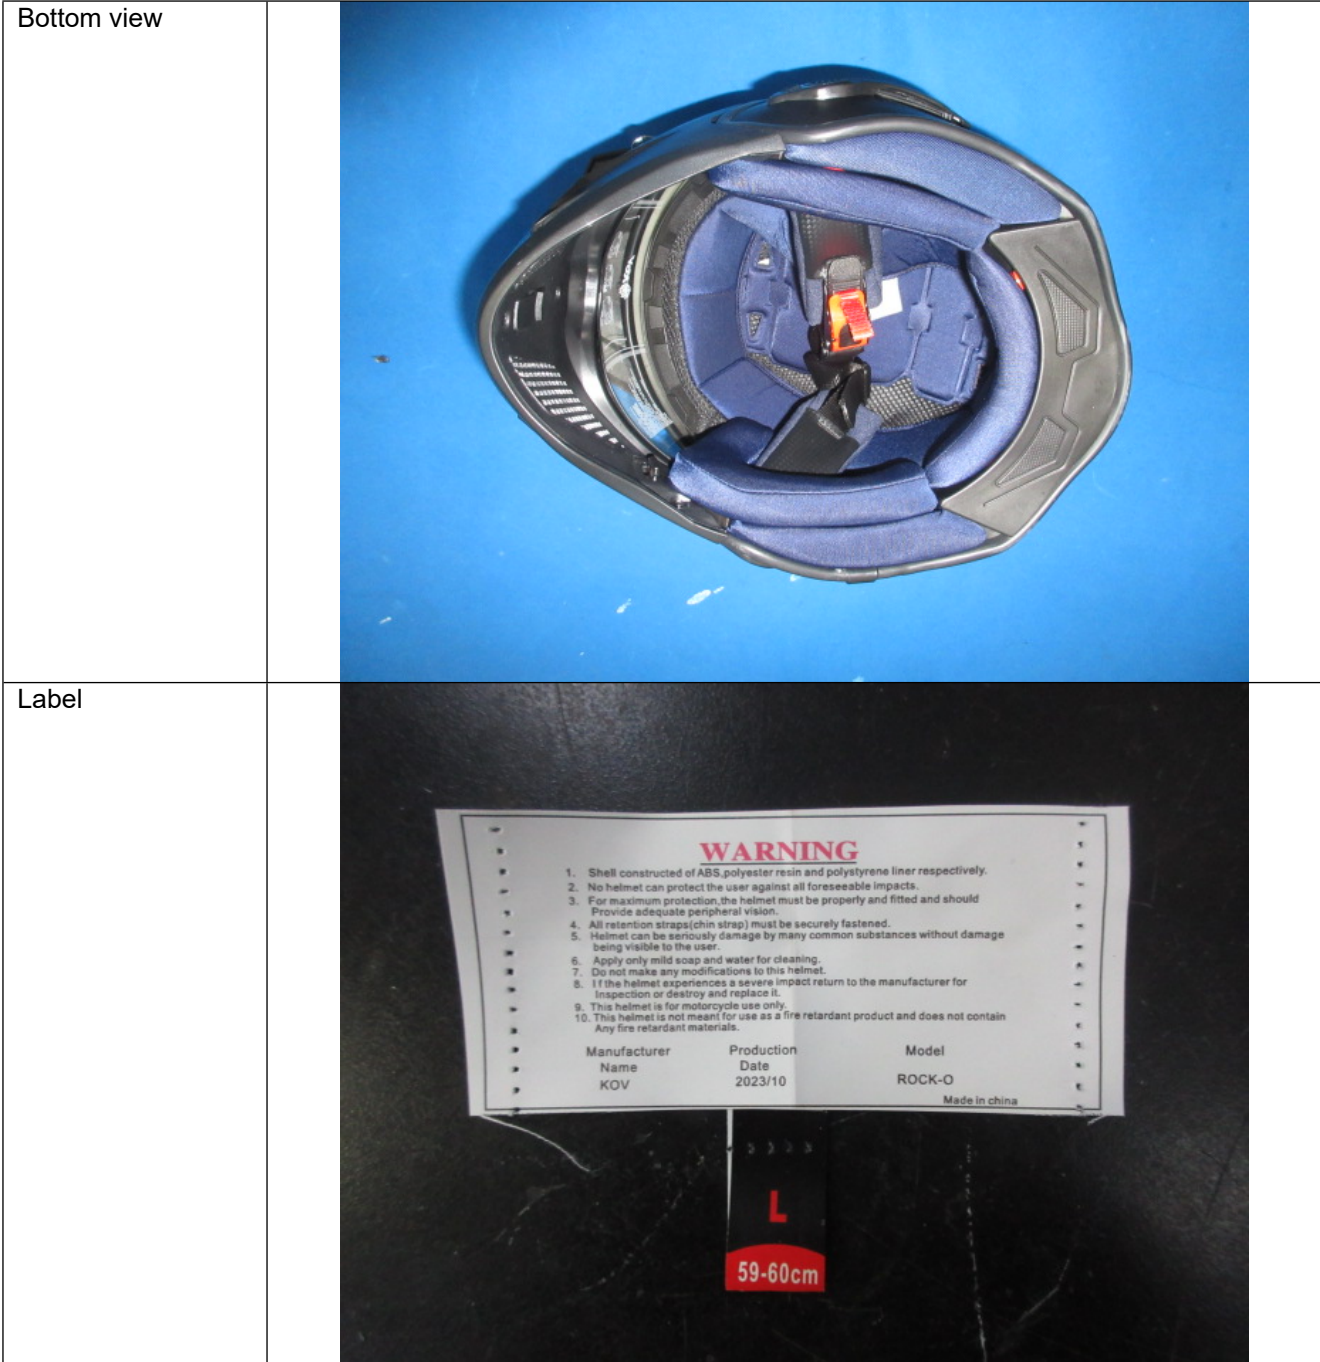 Bottom view
Label
WARNING
1. Shell constructed of ABS,polyester resin and polystyrene liner respectively.
2. No helmet can protect the user against all foreseeable impacts.
3. For maximum protection,the helmet must be properly and fitted and should
Provide adequate peripheral vision.
4. All retention straps(chin strap) must be securely fastened.
5. Helmet can be seriously damage by many common substances without damage
being visible to the user.
6. Apply only mild soap and water for cleaning.
7. Do not make any modifications to this helmet.
8. If the helmet experiences a severe impact return to the manufacturer for
Inspection or destroy and replace it.
9. This helmet is for motorcycle use only.
10. This helmet is not meant for use as a fire retardant product and does not contain
Any fire retardant materials.
Manufacturer Production Model
Name Date
KOV 2023/10 ROCK-O
Made in china
L
59-60cm